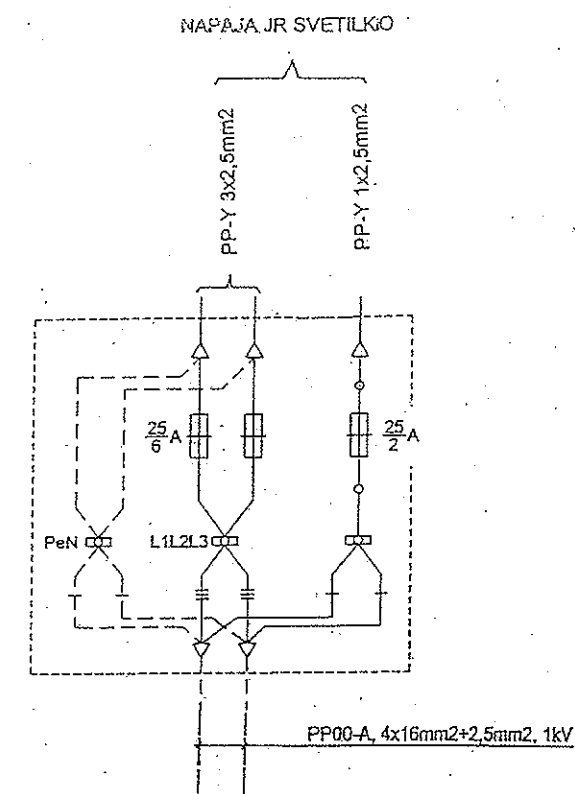 NAPAJA JR SVETILKO
PP-Y 3x2,5mm2
PP-Y 1x2,5mm2
25/6 A
25/2 A
PeN
L1L2L3
PP00-A, 4x16mm2+2,5mm2, 1kV